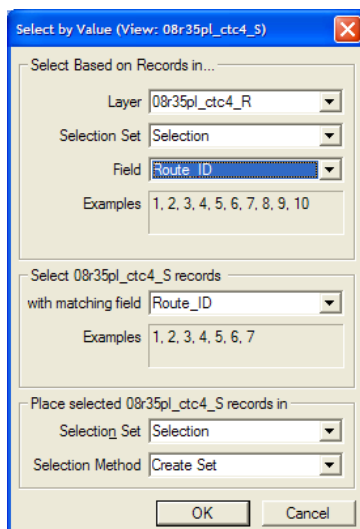 Select by Value (View: 08r35pl_ctc4_S)
Select Based on Records in...
Layer 08r35pl_ctc4_R
Selection Set Selection
Field Route_ID
Examples 1, 2, 3, 4, 5, 6, 7, 8, 9, 10
Select 08r35pl_ctc4_S records
with matching field Route_ID
Examples 1, 2, 3, 4, 5, 6, 7
Place selected 08r35pl_ctc4_S records in
Selection Set Selection
Selection Method Create Set
OK Cancel